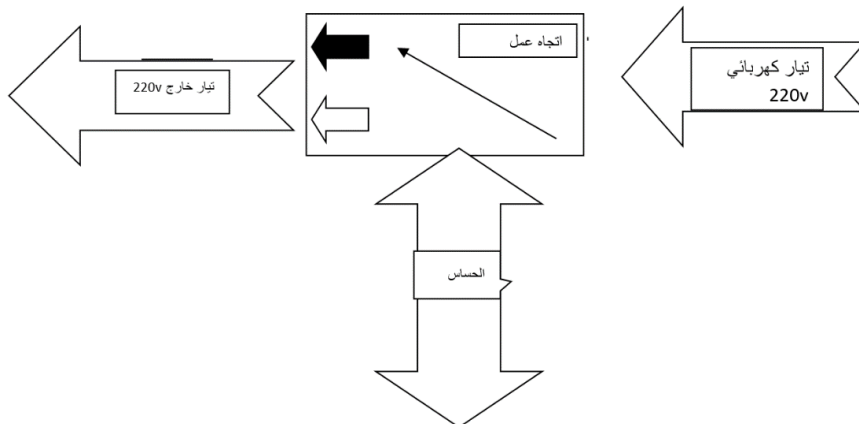 تيار كهربائي
220v
اتجاه عمل
تيار خارج 220v
الحساس